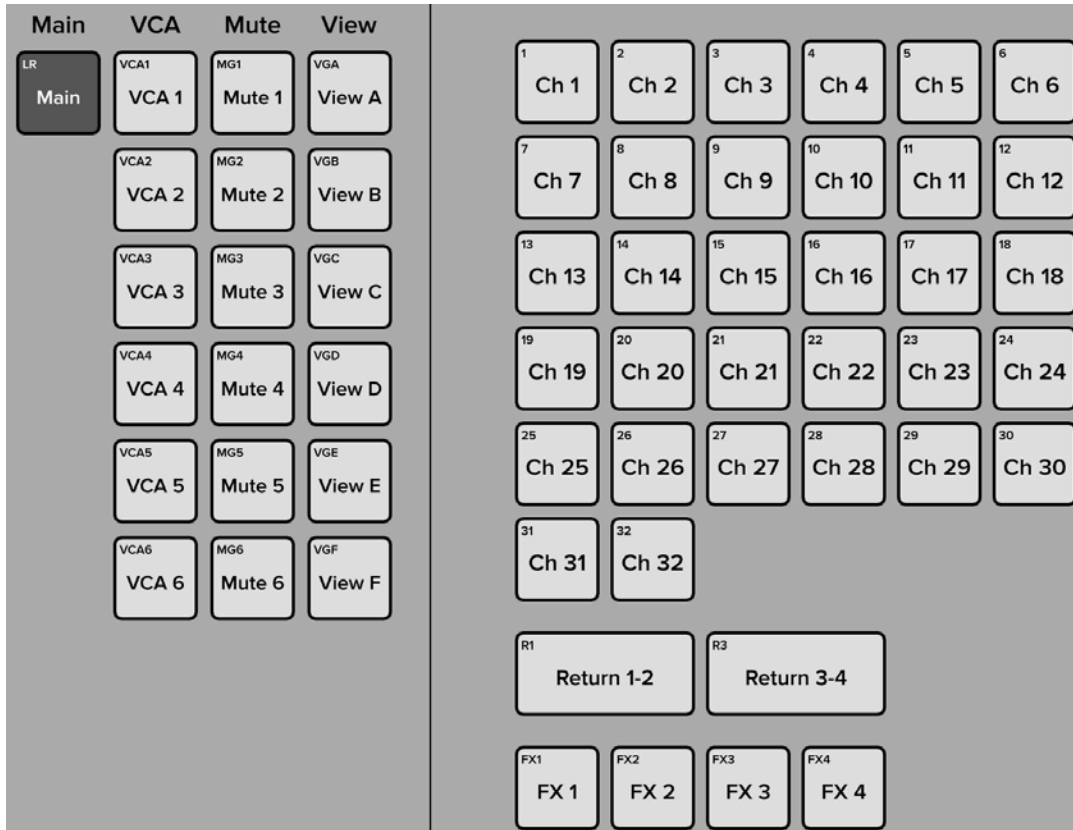 Main VCA Mute View
LR VCA1 MG1 VGA
Main VCA 1 Mute 1 View A
VCA2 MG2 VGB
VCA 2 Mute 2 View B
VCA3 MG3 VGC
VCA 3 Mute 3 View C
VCA4 MG4 VGD
VCA 4 Mute 4 View D
VCA5 MG5 VGE
VCA 5 Mute 5 View E
VCA6 MG6 VGF
VCA 6 Mute 6 View F
1 2 3 4 5 6
Ch 1 Ch 2 Ch 3 Ch 4 Ch 5 Ch 6
7 8 9 10 11 12
Ch 7 Ch 8 Ch 9 Ch 10 Ch 11 Ch 12
13 14 15 16 17 18
Ch 13 Ch 14 Ch 15 Ch 16 Ch 17 Ch 18
19 20 21 22 23 24
Ch 19 Ch 20 Ch 21 Ch 22 Ch 23 Ch 24
25 26 27 28 29 30
Ch 25 Ch 26 Ch 27 Ch 28 Ch 29 Ch 30
31 32
Ch 31 Ch 32
R1 R3
Return 1-2 Return 3-4
FX1 FX2 FX3 FX4
FX 1 FX 2 FX 3 FX 4